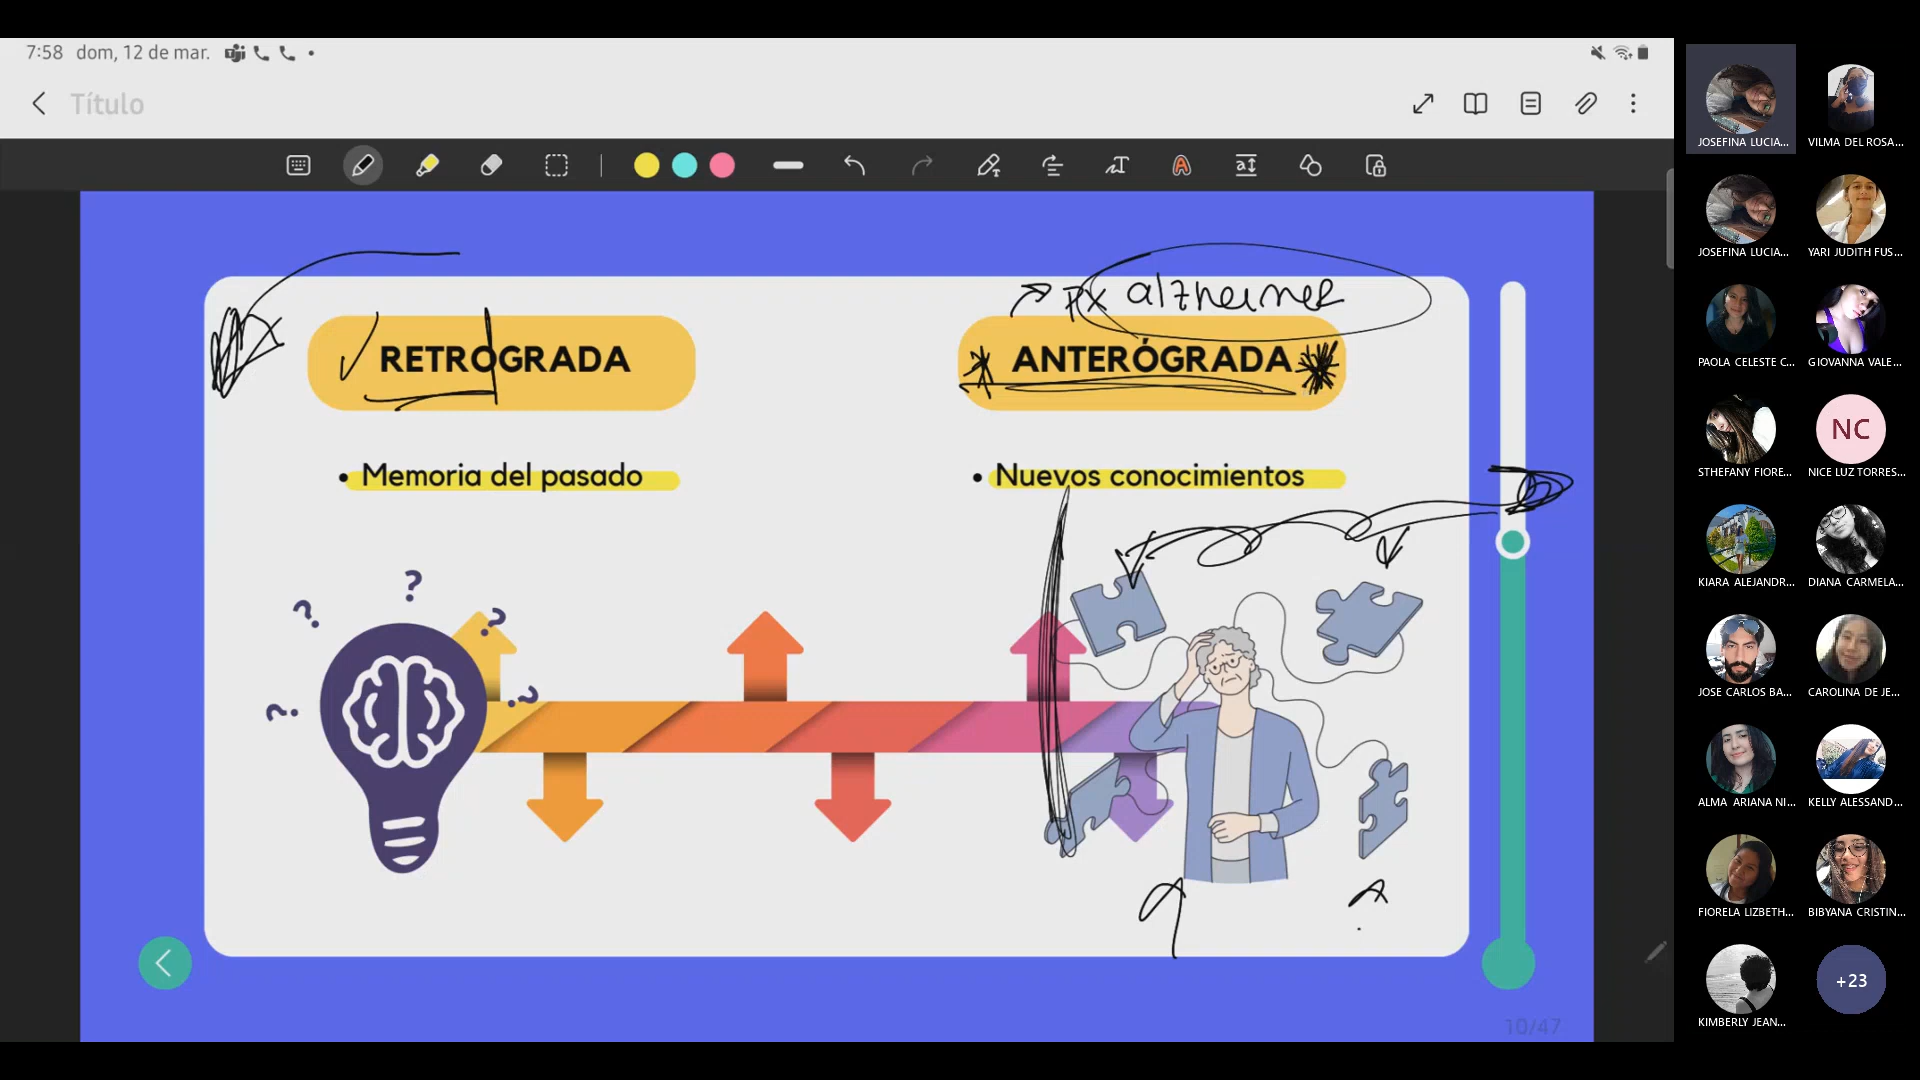 7:58 dom, 12 de mar.
Título
px alzheimer
RETROGRADA
ANTERÓGRADA
• Memoria del pasado
• Nuevos conocimientos
? ? ? ? ?
10/47
JOSEFINA LUCIA...
VILMA DEL ROSA...
JOSEFINA LUCIA...
YARI JUDITH FUS...
PAOLA CELESTE C...
GIOVANNA VALE...
STHEFANY FIORE...
NC
NICE LUZ TORRES...
KIARA ALEJANDR...
DIANA CARMELA...
JOSE CARLOS BA...
CAROLINA DE JE...
ALMA ARIANA NI...
KELLY ALESSAND...
FIORELA LIZBETH...
BIBYANA CRISTIN...
KIMBERLY JEAN...
+23